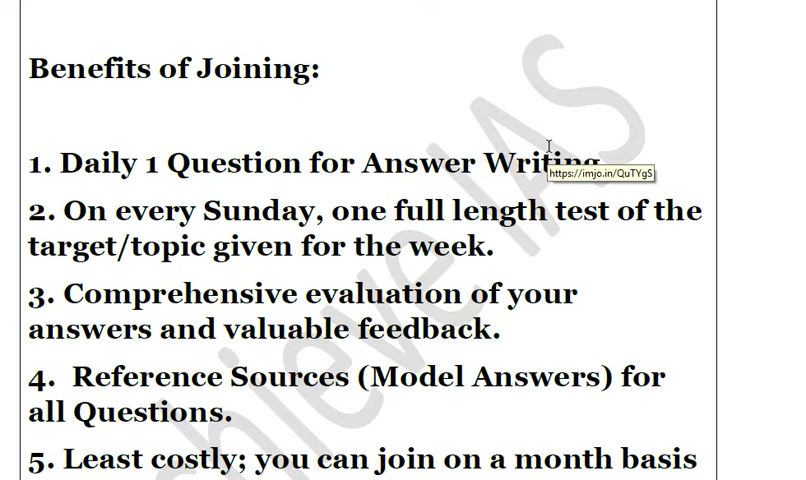 Benefits of Joining:
1. Daily 1 Question for Answer Writing
https://imjo.in/QuTYgS
2. On every Sunday, one full length test of the
target/topic given for the week.
3. Comprehensive evaluation of your
answers and valuable feedback.
4. Reference Sources (Model Answers) for
all Questions.
5. Least costly; you can join on a month basis
chieve IAS